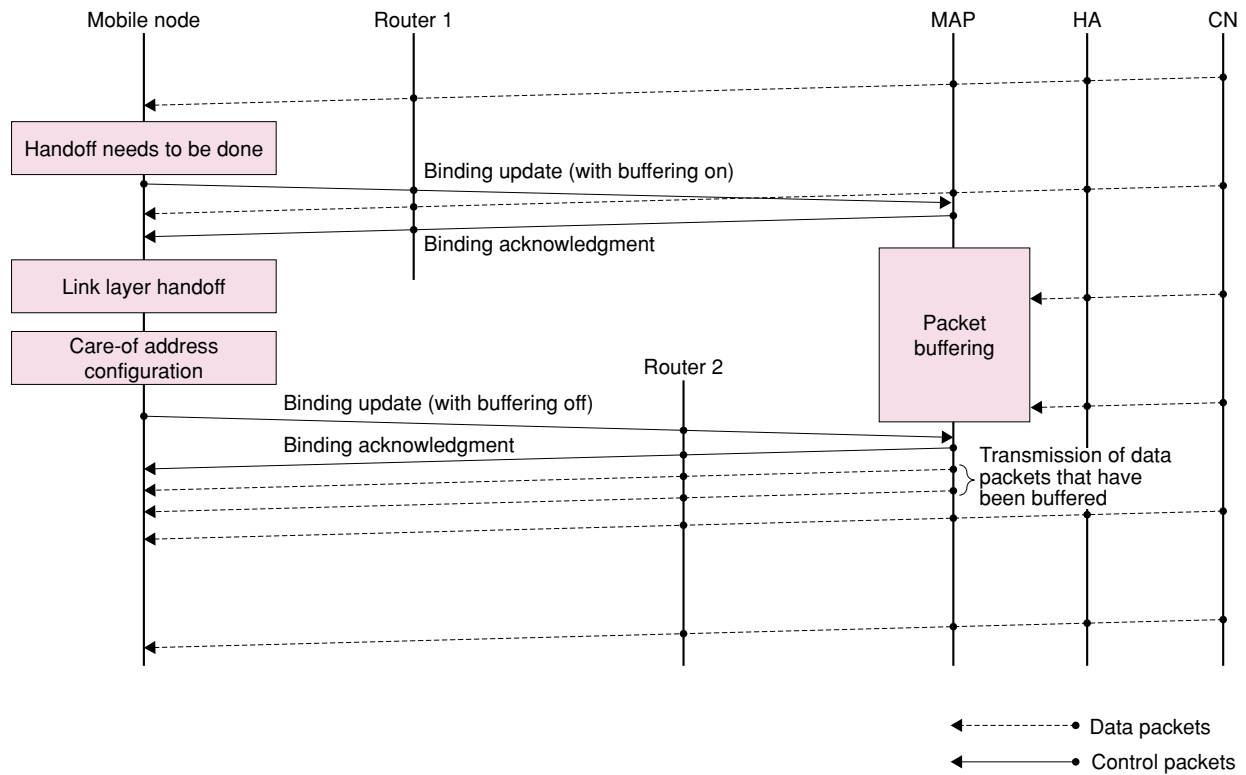 Mobile node
Router 1
MAP
HA
CN
Handoff needs to be done
Binding update (with buffering on)
Binding acknowledgment
Link layer handoff
Packet
buffering
Care-of address
configuration
Router 2
Binding update (with buffering off)
Binding acknowledgment
Transmission of data
packets that have
been buffered
Data packets
Control packets